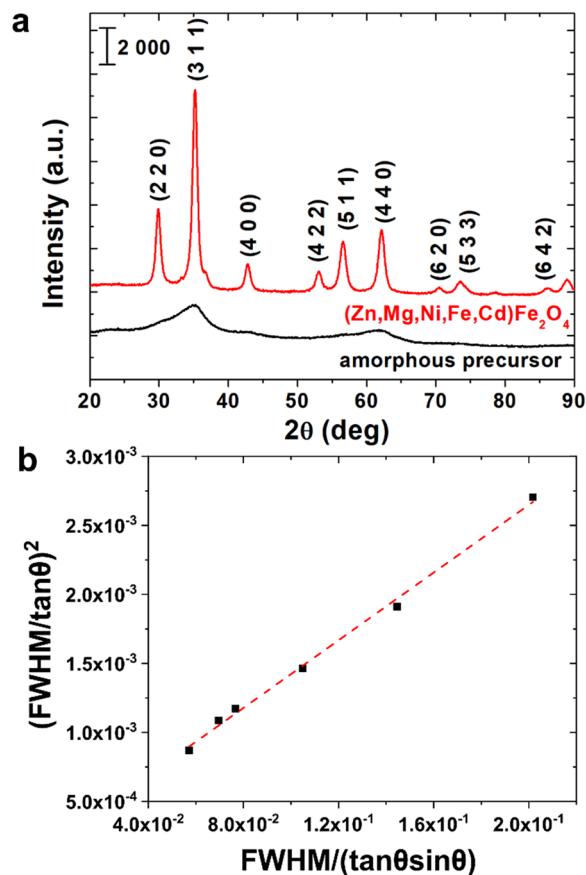 a
2 000
(2 2 0)
(3 1 1)
(4 0 0)
(4 2 2)
(5 1 1)
(4 4 0)
(6 2 0)
(5 3 3)
(6 4 2)
Intensity (a.u.)
(Zn,Mg,Ni,Fe,Cd)Fe₂O₄
amorphous precursor
20 30 40 50 60 70 80 90
2θ (deg)
b
3.0x10⁻³
2.5x10⁻³
2.0x10⁻³
1.5x10⁻³
1.0x10⁻³
5.0x10⁻⁴
(FWHM/tanθ)²
4.0x10⁻² 8.0x10⁻² 1.2x10⁻¹ 1.6x10⁻¹ 2.0x10⁻¹
FWHM/(tanθsinθ)